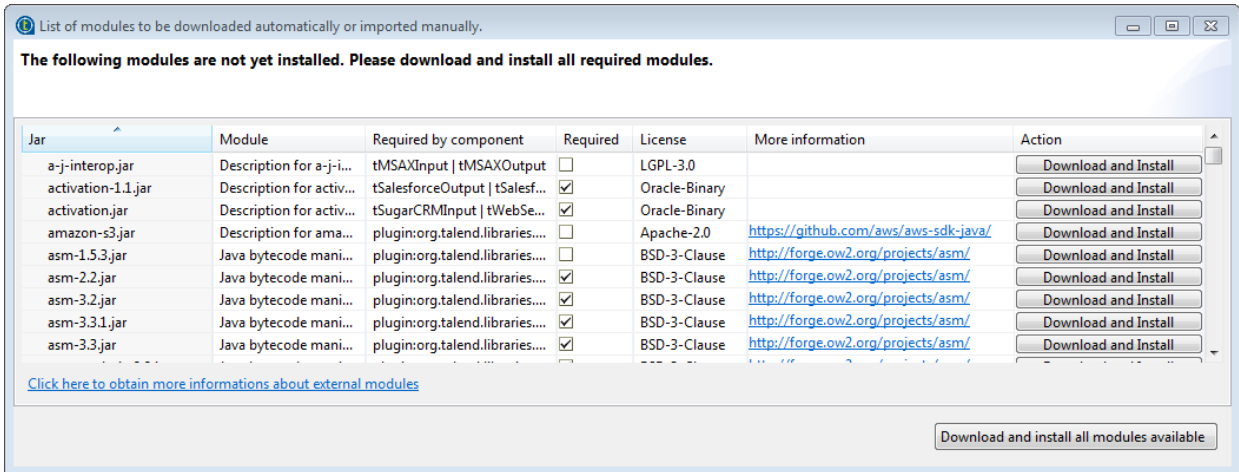 List of modules to be downloaded automatically or imported manually.
The following modules are not yet installed. Please download and install all required modules.
Jar Module Required by component Required License More information Action
a-j-interop.jar Description for a-j-i... tMSAXInput | tMSAXOutput LGPL-3.0 Download and Install
activation-1.1.jar Description for activ... tSalesforceOutput | tSalesf... Oracle-Binary Download and Install
activation.jar Description for activ... tSugarCRMInput | tWebSe... Oracle-Binary Download and Install
amazon-s3.jar Description for ama... plugin:org.talend.libraries.... Apache-2.0 https://github.com/aws/aws-sdk-java/ Download and Install
asm-1.5.3.jar Java bytecode mani... plugin:org.talend.libraries.... BSD-3-Clause http://forge.ow2.org/projects/asm/ Download and Install
asm-2.2.jar Java bytecode mani... plugin:org.talend.libraries.... BSD-3-Clause http://forge.ow2.org/projects/asm/ Download and Install
asm-3.2.jar Java bytecode mani... plugin:org.talend.libraries.... BSD-3-Clause http://forge.ow2.org/projects/asm/ Download and Install
asm-3.3.1.jar Java bytecode mani... plugin:org.talend.libraries.... BSD-3-Clause http://forge.ow2.org/projects/asm/ Download and Install
asm-3.3.jar Java bytecode mani... plugin:org.talend.libraries.... BSD-3-Clause http://forge.ow2.org/projects/asm/ Download and Install
Click here to obtain more informations about external modules
Download and install all modules available